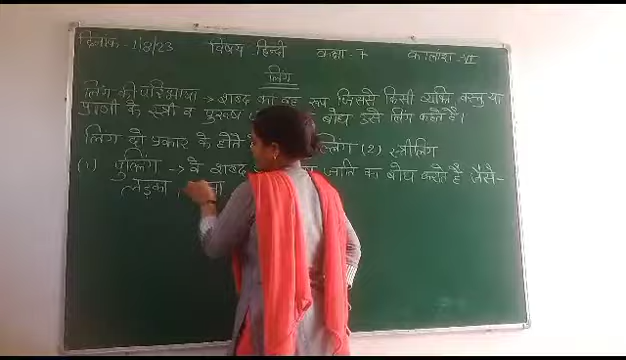 दिनांक-1/8/23 विषय-हिन्दी कक्षा-7 कालांश-VI
लिंग
लिंग की परिभाषा → शब्द का वह रूप जिससे किसी व्यक्ति, वस्तु या
प्राणी के स्त्री व पुरूष बोध उसे लिंग कहते हैं।
लिंग दो प्रकार के होते हैं (2) स्त्रीलिंग
(1) पुल्लिंग → वे शब्द जाति का बोध कराते हैं जैसे-
लड़का